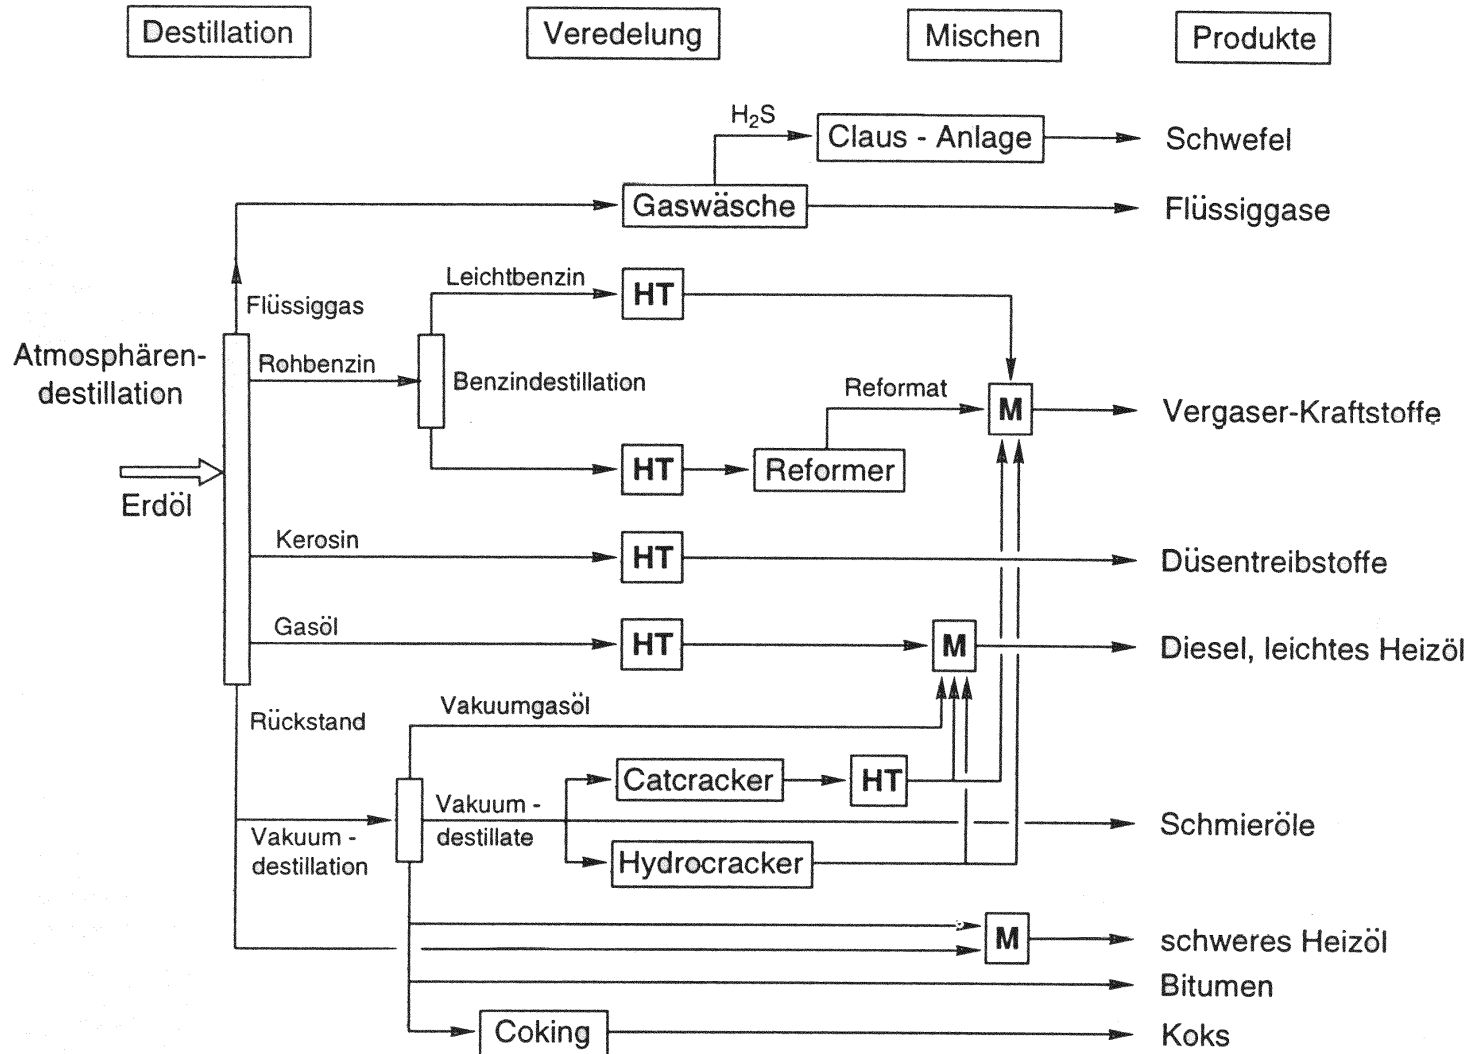 Destillation
Veredelung
Mischen
Produkte
H₂S
Claus - Anlage
Schwefel
Gaswäsche
Flüssiggase
Flüssiggas
Leichtbenzin
HT
Atmosphären-
destillation
Rohbenzin
Benzindestillation
Reformat
M
Vergaser-Kraftstoffe
HT
Reformer
Erdöl
Kerosin
HT
Düsentreibstoffe
Gasöl
HT
M
Diesel, leichtes Heizöl
Rückstand
Vakuumgasöl
Catcracker
HT
Vakuum -
destillation
Vakuum -
destillate
Schmieröle
Hydrocracker
M
schweres Heizöl
Bitumen
Coking
Koks